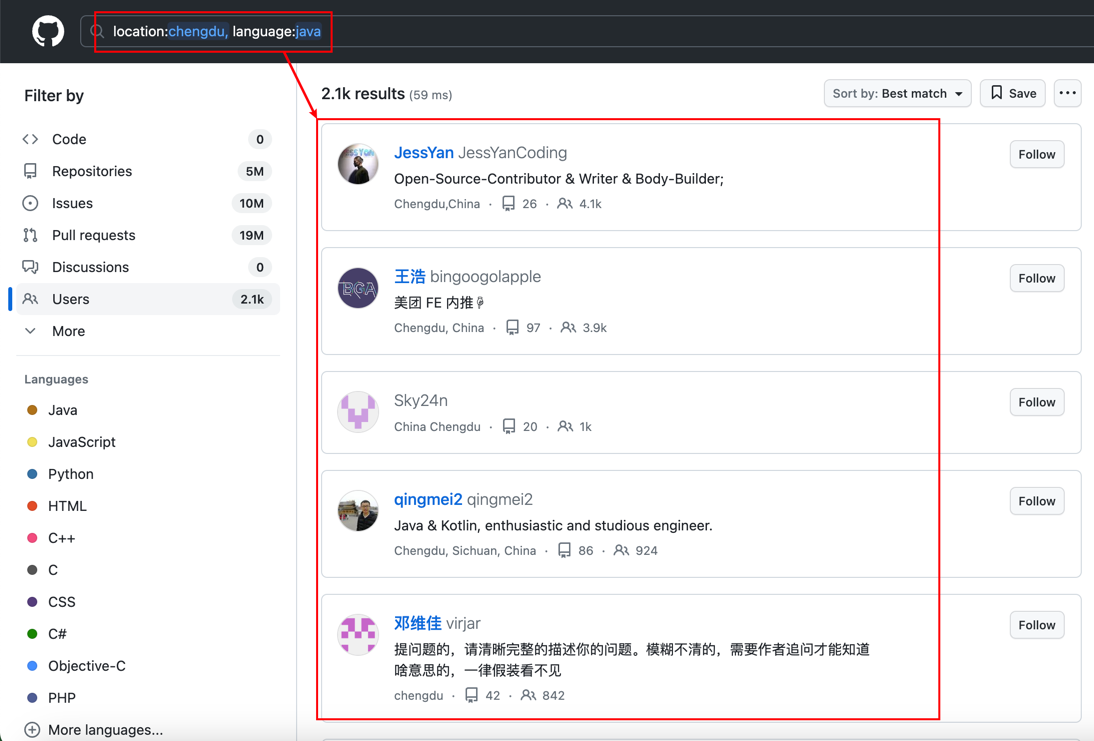 location:chengdu, language:java
Filter by
Code 0
Repositories 5M
Issues 10M
Pull requests 19M
Discussions 0
Users 2.1k
More
Languages
Java
JavaScript
Python
HTML
C++
C
CSS
C#
Objective-C
PHP
More languages...
2.1k results (59 ms)
Sort by: Best match
Save
JessYan JessYanCoding
Follow
Open-Source-Contributor & Writer & Body-Builder;
Chengdu,China · 26 · 4.1k
BGA
王浩 bingoogolapple
Follow
美团 FE 内推
Chengdu, China · 97 · 3.9k
Sky24n
Follow
China Chengdu · 20 · 1k
qingmei2 qingmei2
Follow
Java & Kotlin, enthusiastic and studious engineer.
Chengdu, Sichuan, China · 86 · 924
邓维佳 virjar
Follow
提问题的，请清晰完整的描述你的问题。模糊不清的，需要作者追问才能知道
啥意思的，一律假装看不见
chengdu · 42 · 842